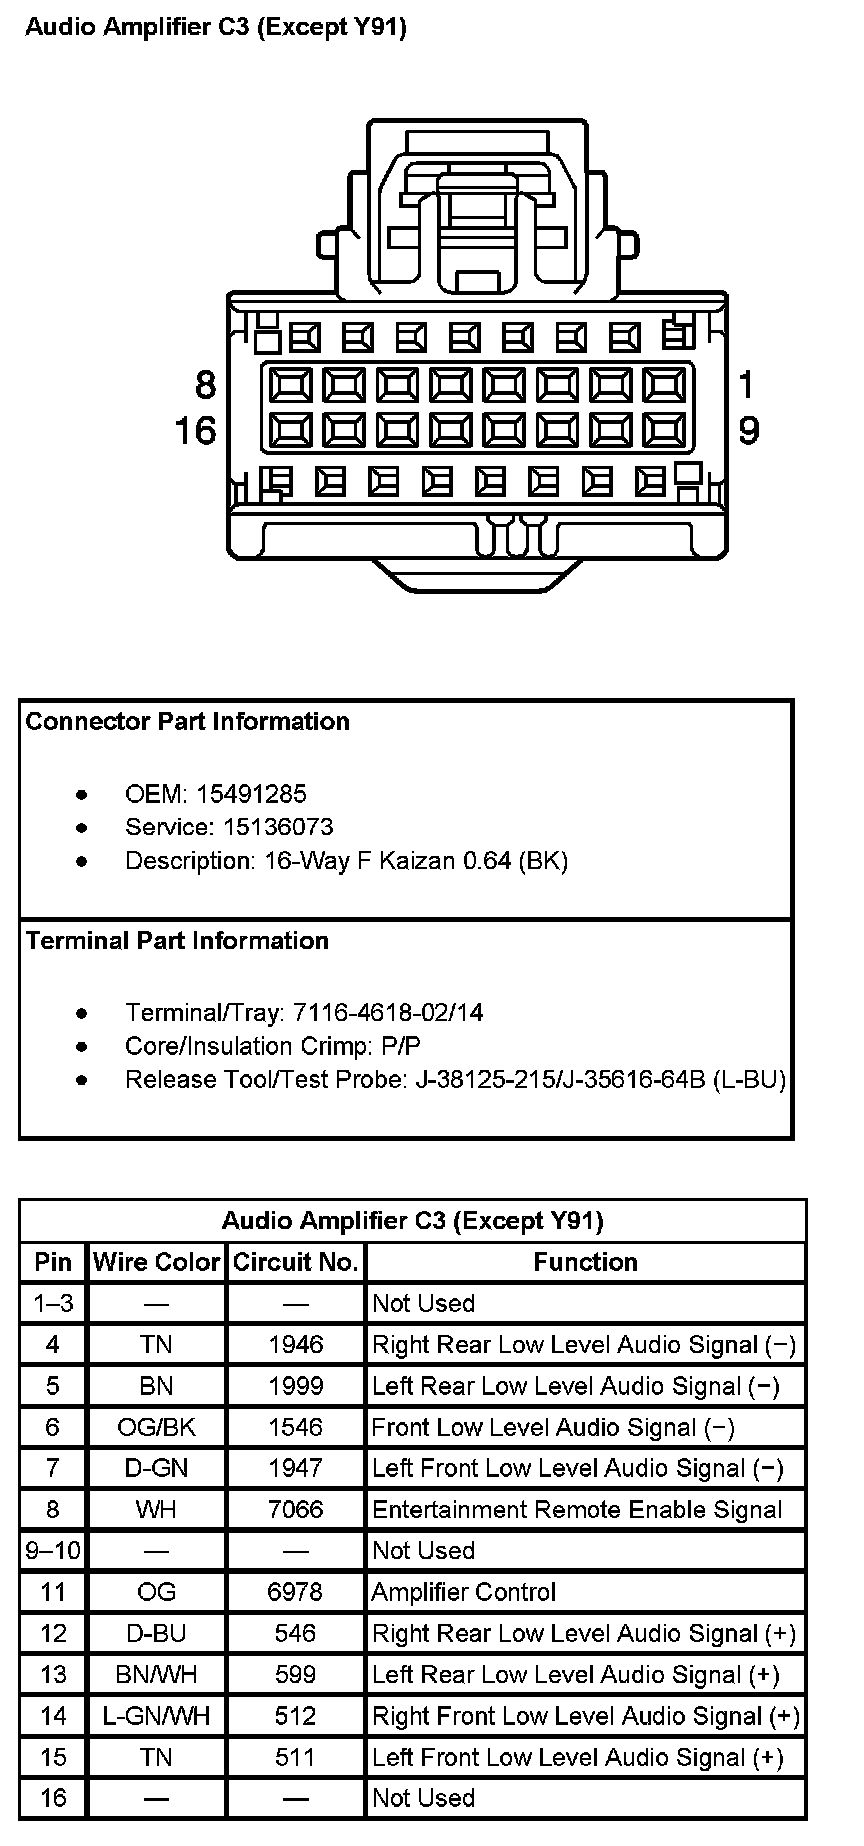 Audio Amplifier C3 (Except Y91)
8 1
16 9
Connector Part Information
● OEM: 15491285
● Service: 15136073
● Description: 16-Way F Kaizan 0.64 (BK)
Terminal Part Information
● Terminal/Tray: 7116-4618-02/14
● Core/Insulation Crimp: P/P
● Release Tool/Test Probe: J-38125-215/J-35616-64B (L-BU)
Audio Amplifier C3 (Except Y91)
Pin Wire Color Circuit No. Function
1–3 — — Not Used
4 TN 1946 Right Rear Low Level Audio Signal (−)
5 BN 1999 Left Rear Low Level Audio Signal (−)
6 OG/BK 1546 Front Low Level Audio Signal (−)
7 D-GN 1947 Left Front Low Level Audio Signal (−)
8 WH 7066 Entertainment Remote Enable Signal
9–10 — — Not Used
11 OG 6978 Amplifier Control
12 D-BU 546 Right Rear Low Level Audio Signal (+)
13 BN/WH 599 Left Rear Low Level Audio Signal (+)
14 L-GN/WH 512 Right Front Low Level Audio Signal (+)
15 TN 511 Left Front Low Level Audio Signal (+)
16 — — Not Used